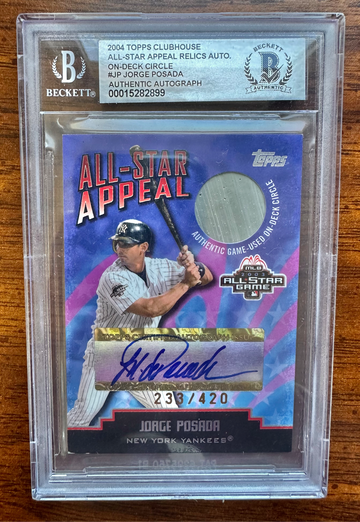 B
BECKETT
2004 TOPPS CLUBHOUSE
ALL-STAR APPEAL RELICS AUTO.
ON-DECK CIRCLE
#JP JORGE POSADA
AUTHENTIC AUTOGRAPH
00015282899
BECKETT
ALL-STAR
APPEAL
Topps
AUTHENTIC GAME-USED ON-DECK CIRCLE
MLB
2003
ALL-STAR
GAME
233/420
JORGE POSADA
NEW YORK YANKEES®